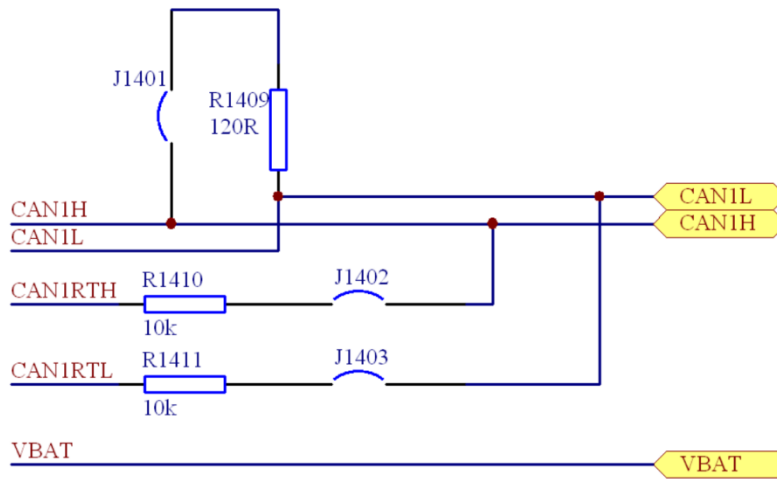 J1401
R1409
120R
CAN1L
CAN1H
CAN1H
CAN1L
R1410
J1402
CAN1RTH
10k
R1411
J1403
CAN1RTL
10k
VBAT
VBAT